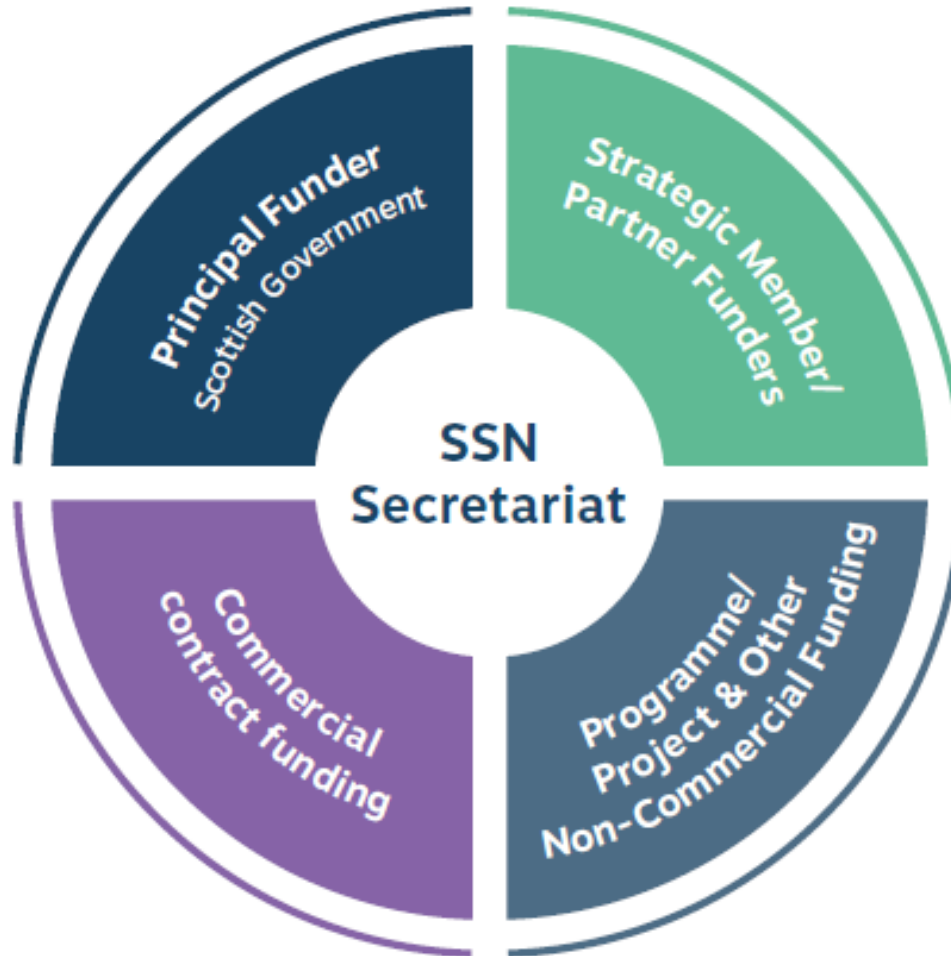 Principal Funder
Scottish Government
Strategic Member/
Partner Funders
SSN
Secretariat
Commercial
contract funding
Programme/
Project & Other
Non-Commercial Funding